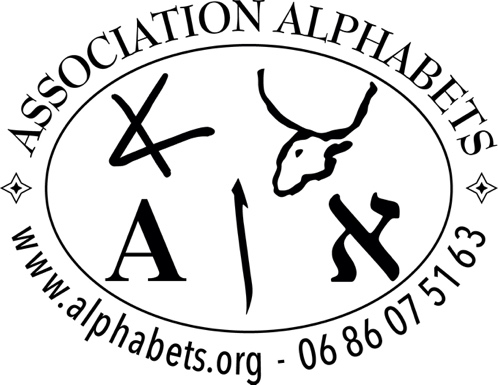 ASSOCIATION ALPHABETS
A ا א
www.alphabets.org - 06 86 07 51 63